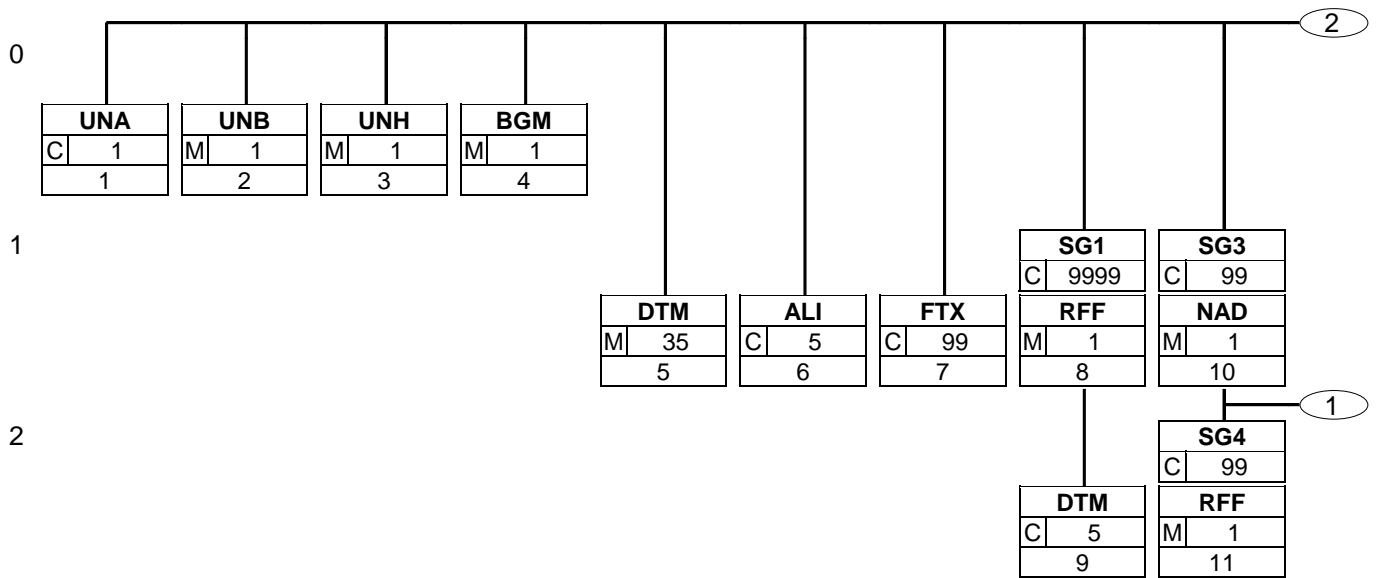 2
0
UNA UNB UNH BGM
C 1 M 1 M 1 M 1
1 2 3 4
1
SG1 SG3
C 9999 C 99
DTM ALI FTX RFF NAD
M 35 C 5 C 99 M 1 M 1
5 6 7 8 10
1
2
SG4
C 99
DTM RFF
C 5 M 1
9 11